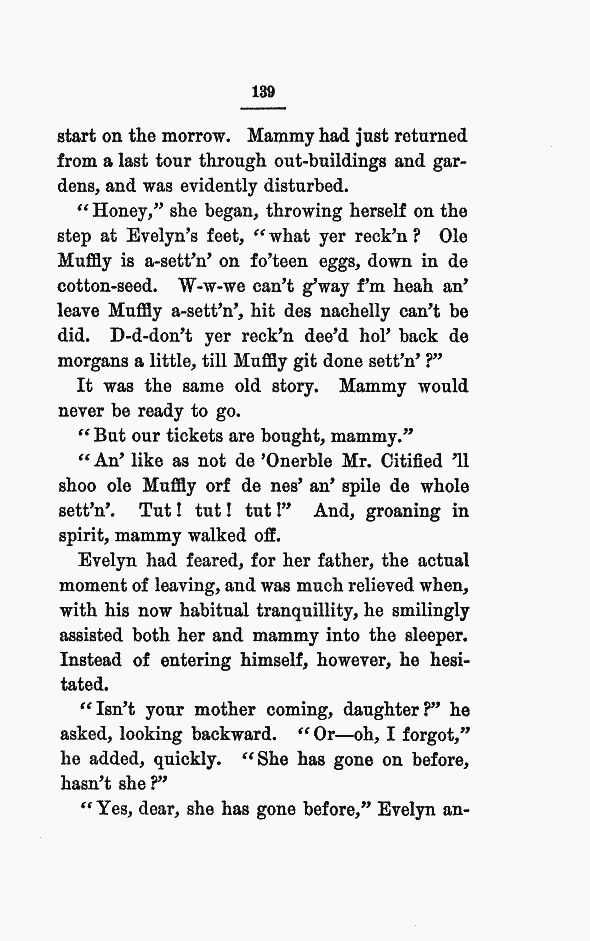 139
start on the morrow. Mammy had just returned
from a last tour through out-buildings and gar-
dens, and was evidently disturbed.
“Honey,” she began, throwing herself on the
step at Evelyn’s feet, “what yer reck’n? Ole
Muffly is a-sett’n’ on fo’teen eggs, down in de
cotton-seed. W-w-we can’t g’way f’m heah an’
leave Muffly a-sett’n’, hit des nachelly can’t be
did. D-d-don’t yer reck’n dee’d hol’ back de
morgans a little, till Muffly git done sett’n’?”
It was the same old story. Mammy would
never be ready to go.
“But our tickets are bought, mammy.”
“An’ like as not de ’Onerble Mr. Citified ’ll
shoo ole Muffly orf de nes’ an’ spile de whole
sett’n’. Tut! tut! tut!” And, groaning in
spirit, mammy walked off.
Evelyn had feared, for her father, the actual
moment of leaving, and was much relieved when,
with his now habitual tranquillity, he smilingly
assisted both her and mammy into the sleeper.
Instead of entering himself, however, he hesi-
tated.
“Isn’t your mother coming, daughter?” he
asked, looking backward. “Or—oh, I forgot,”
he added, quickly. “She has gone on before,
hasn’t she?”
“Yes, dear, she has gone before,” Evelyn an-